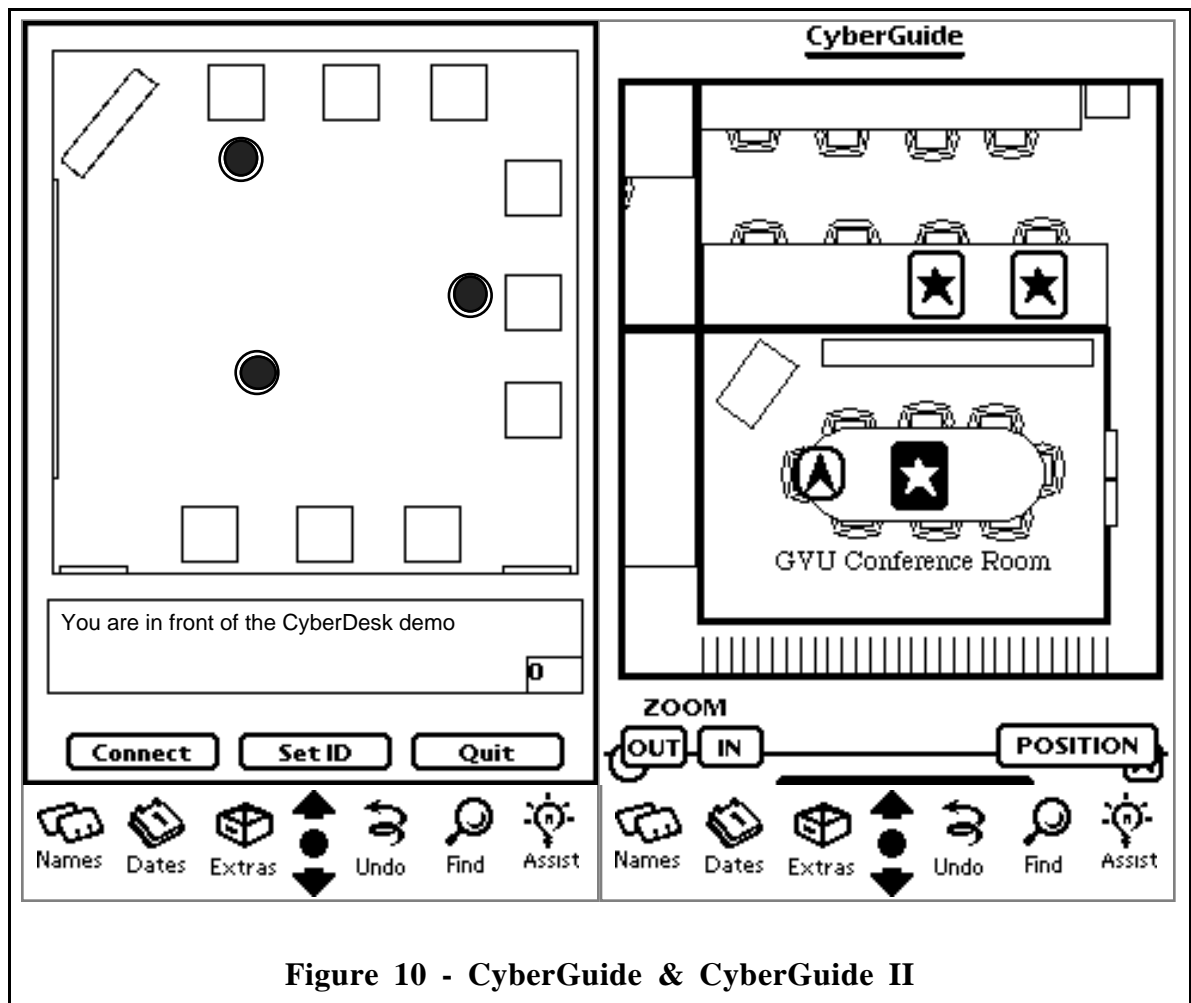 You are in front of the CyberDesk demo
0
Connect Set ID Quit
Names Dates Extras Undo Find Assist
CyberGuide
GVU Conference Room
ZOOM
OUT IN POSITION
Names Dates Extras Undo Find Assist
Figure 10 - CyberGuide & CyberGuide II